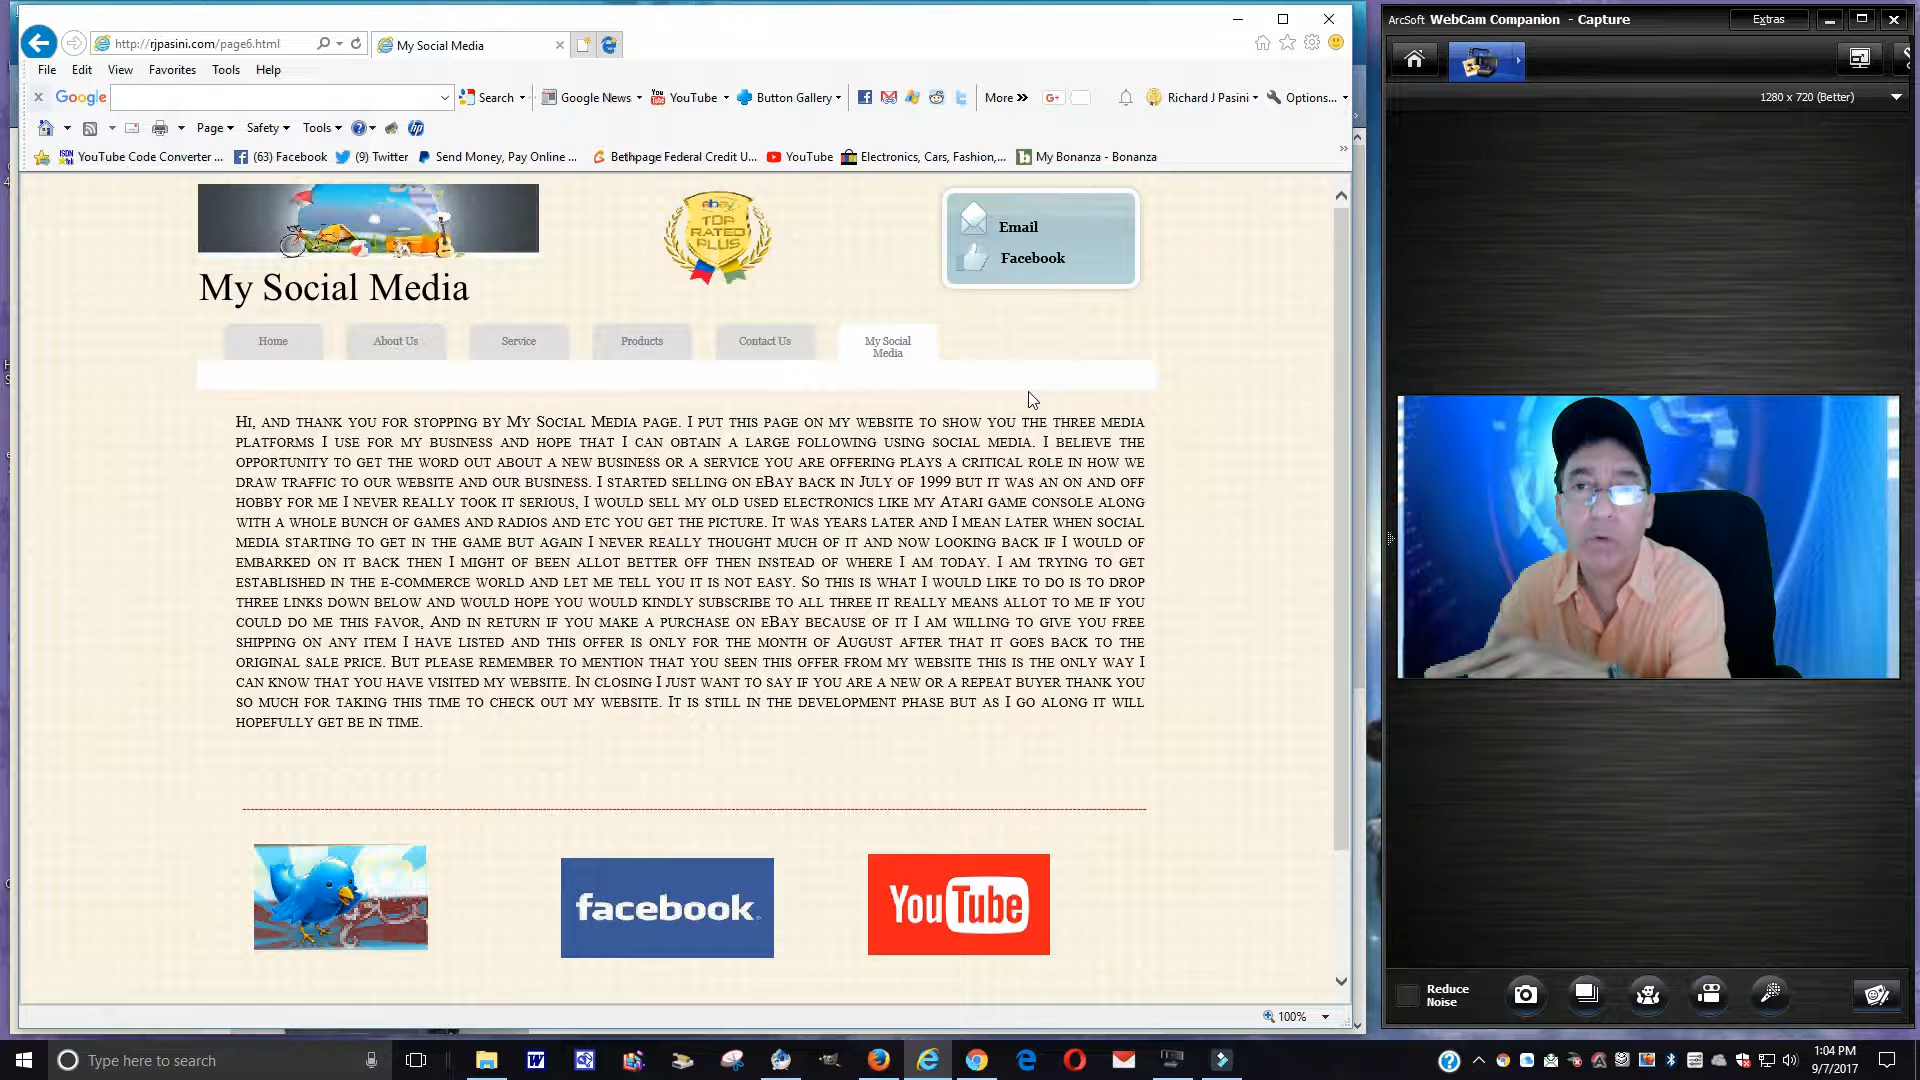 http://rjpasini.com/page6.html
My Social Media
File Edit View Favorites Tools Help
Google
Search
Google News
YouTube
Button Gallery
More »
G+
Richard J Pasini
Options...
Page
Safety
Tools
YouTube Code Converter ...
(63) Facebook
(9) Twitter
Send Money, Pay Online ...
Bethpage Federal Credit U...
YouTube
Electronics, Cars, Fashion,...
My Bonanza - Bonanza
ebay
TOP
RATED
PLUS
Email
Facebook
My Social Media
Home
About Us
Service
Products
Contact Us
My Social
Media
Hi, and thank you for stopping by My Social Media page. I put this page on my website to show you the three media
platforms I use for my business and hope that I can obtain a large following using social media. I believe the
opportunity to get the word out about a new business or a service you are offering plays a critical role in how we
draw traffic to our website and our business. I started selling on eBay back in July of 1999 but it was an on and off
hobby for me I never really took it serious, I would sell my old used electronics like my Atari game console along
with a whole bunch of games and radios and etc you get the picture. It was years later and I mean later when social
media starting to get in the game but again I never really thought much of it and now looking back if I would of
embarked on it back then I might of been allot better off then instead of where I am today. I am trying to get
established in the e-commerce world and let me tell you it is not easy. So this is what I would like to do is to drop
three links down below and would hope you would kindly subscribe to all three it really means allot to me if you
could do me this favor, And in return if you make a purchase on eBay because of it I am willing to give you free
shipping on any item I have listed and this offer is only for the month of August after that it goes back to the
original sale price. But please remember to mention that you seen this offer from my website this is the only way I
can know that you have visited my website. In closing I just want to say if you are a new or a repeat buyer thank you
so much for taking this time to check out my website. It is still in the development phase but as I go along it will
hopefully get be in time.
facebook
YouTube
100%
ArcSoft WebCam Companion - Capture
Extras
1280 x 720 (Better)
Reduce
Noise
Type here to search
1:04 PM
9/7/2017